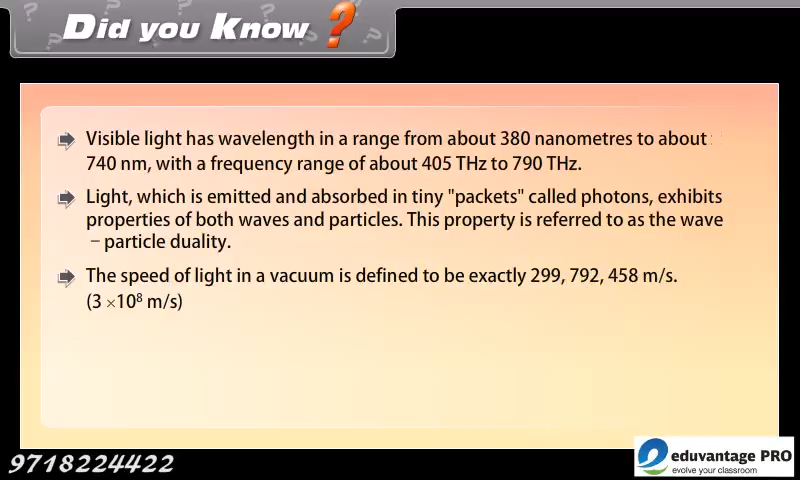 Did you Know ?
Visible light has wavelength in a range from about 380 nanometres to about
740 nm, with a frequency range of about 405 THz to 790 THz.
Light, which is emitted and absorbed in tiny "packets" called photons, exhibits
properties of both waves and particles. This property is referred to as the wave
– particle duality.
The speed of light in a vacuum is defined to be exactly 299, 792, 458 m/s.
(3 ×10⁸ m/s)
9718224422
eduvantage PRO
evolve your classroom